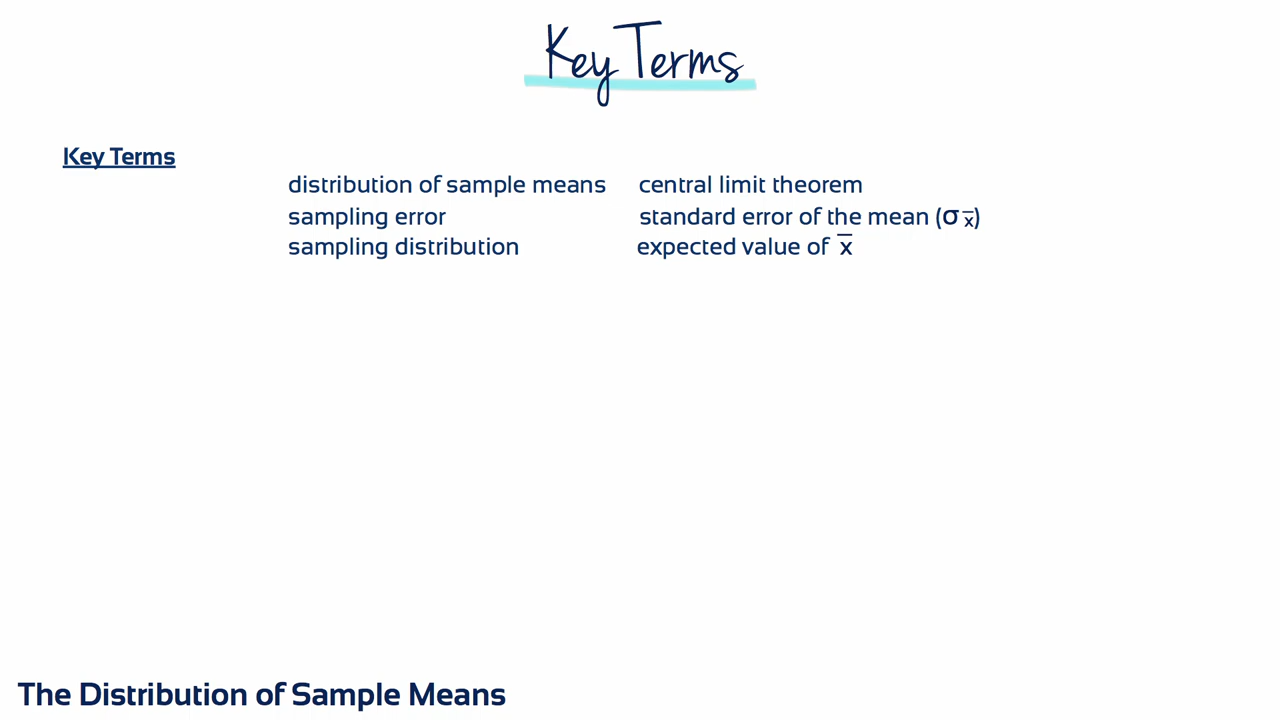 Key Terms
Key Terms
distribution of sample means central limit theorem
sampling error standard error of the mean (σ x̄)
sampling distribution expected value of x̄
The Distribution of Sample Means